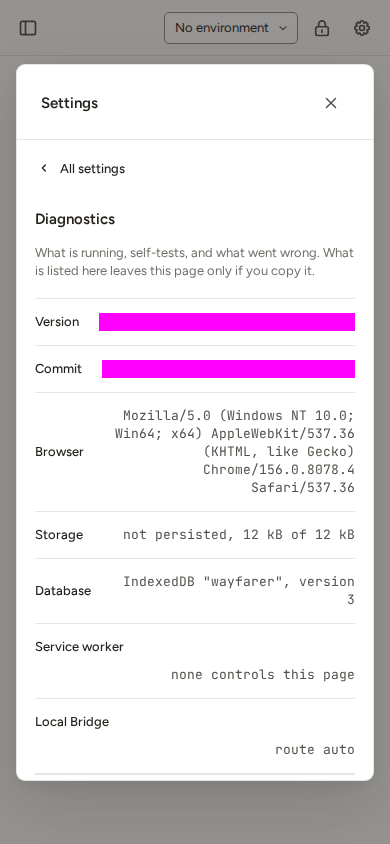 No environment
Settings
All settings
Diagnostics
What is running, self-tests, and what went wrong. What
is listed here leaves this page only if you copy it.
Version
Commit
Browser
Mozilla/5.0 (Windows NT 10.0;
Win64; x64) AppleWebKit/537.36
(KHTML, like Gecko)
Chrome/156.0.8078.4
Safari/537.36
Storage
not persisted, 12 kB of 12 kB
Database
IndexedDB "wayfarer", version
3
Service worker
none controls this page
Local Bridge
route auto